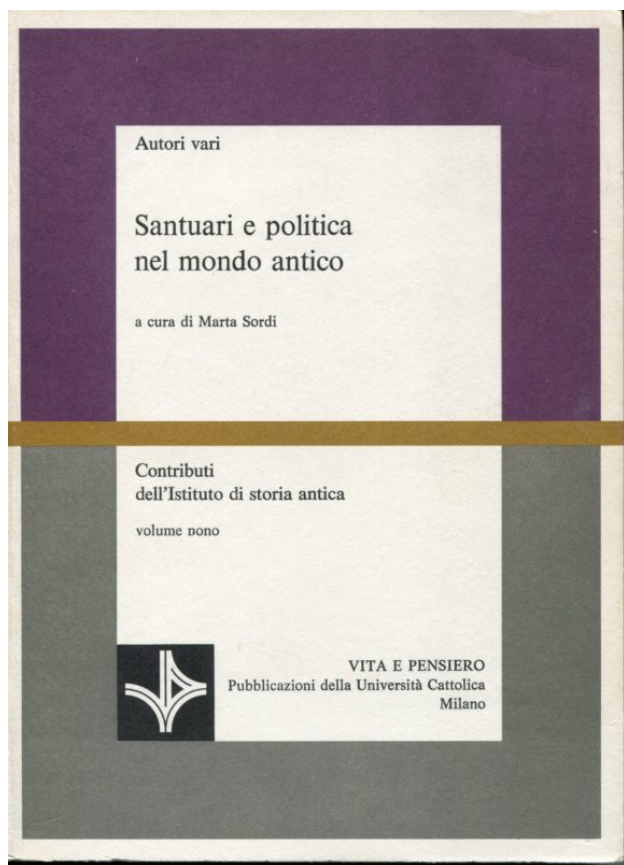 Autori vari
Santuari e politica
nel mondo antico
a cura di Marta Sordi
Contributi
dell'Istituto di storia antica
volume nono
VITA E PENSIERO
Pubblicazioni della Università Cattolica
Milano